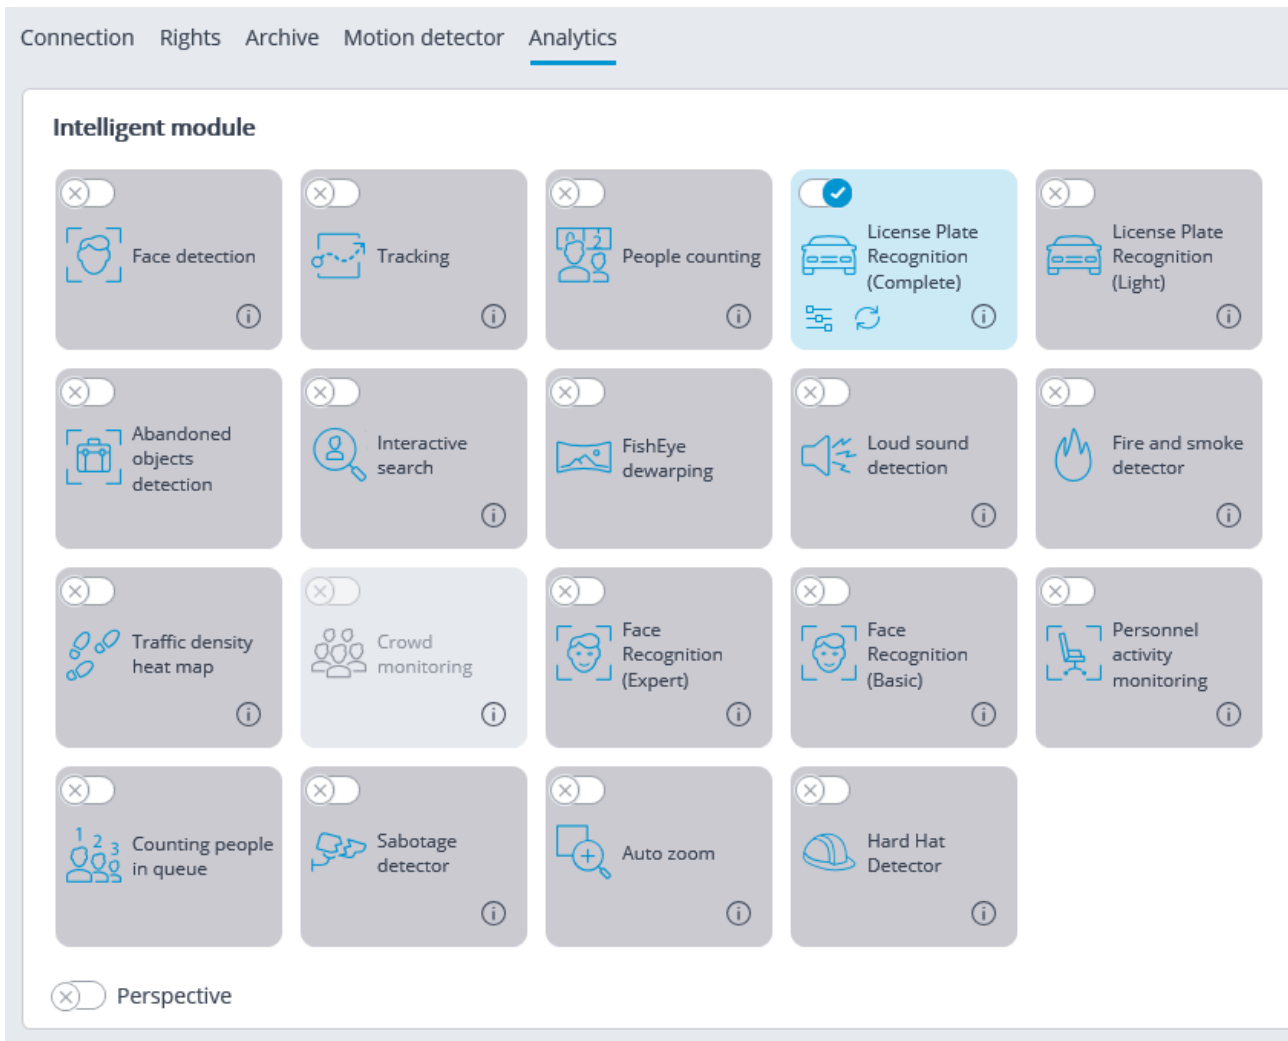 Connection Rights Archive Motion detector Analytics
Intelligent module
Face detection
Tracking
People counting
License Plate
Recognition
(Complete)
License Plate
Recognition
(Light)
Abandoned
objects
detection
Interactive
search
FishEye
dewarping
Loud sound
detection
Fire and smoke
detector
Traffic density
heat map
Crowd
monitoring
Face
Recognition
(Expert)
Face
Recognition
(Basic)
Personnel
activity
monitoring
1 2 3
Counting people
in queue
Sabotage
detector
Auto zoom
Hard Hat
Detector
Perspective